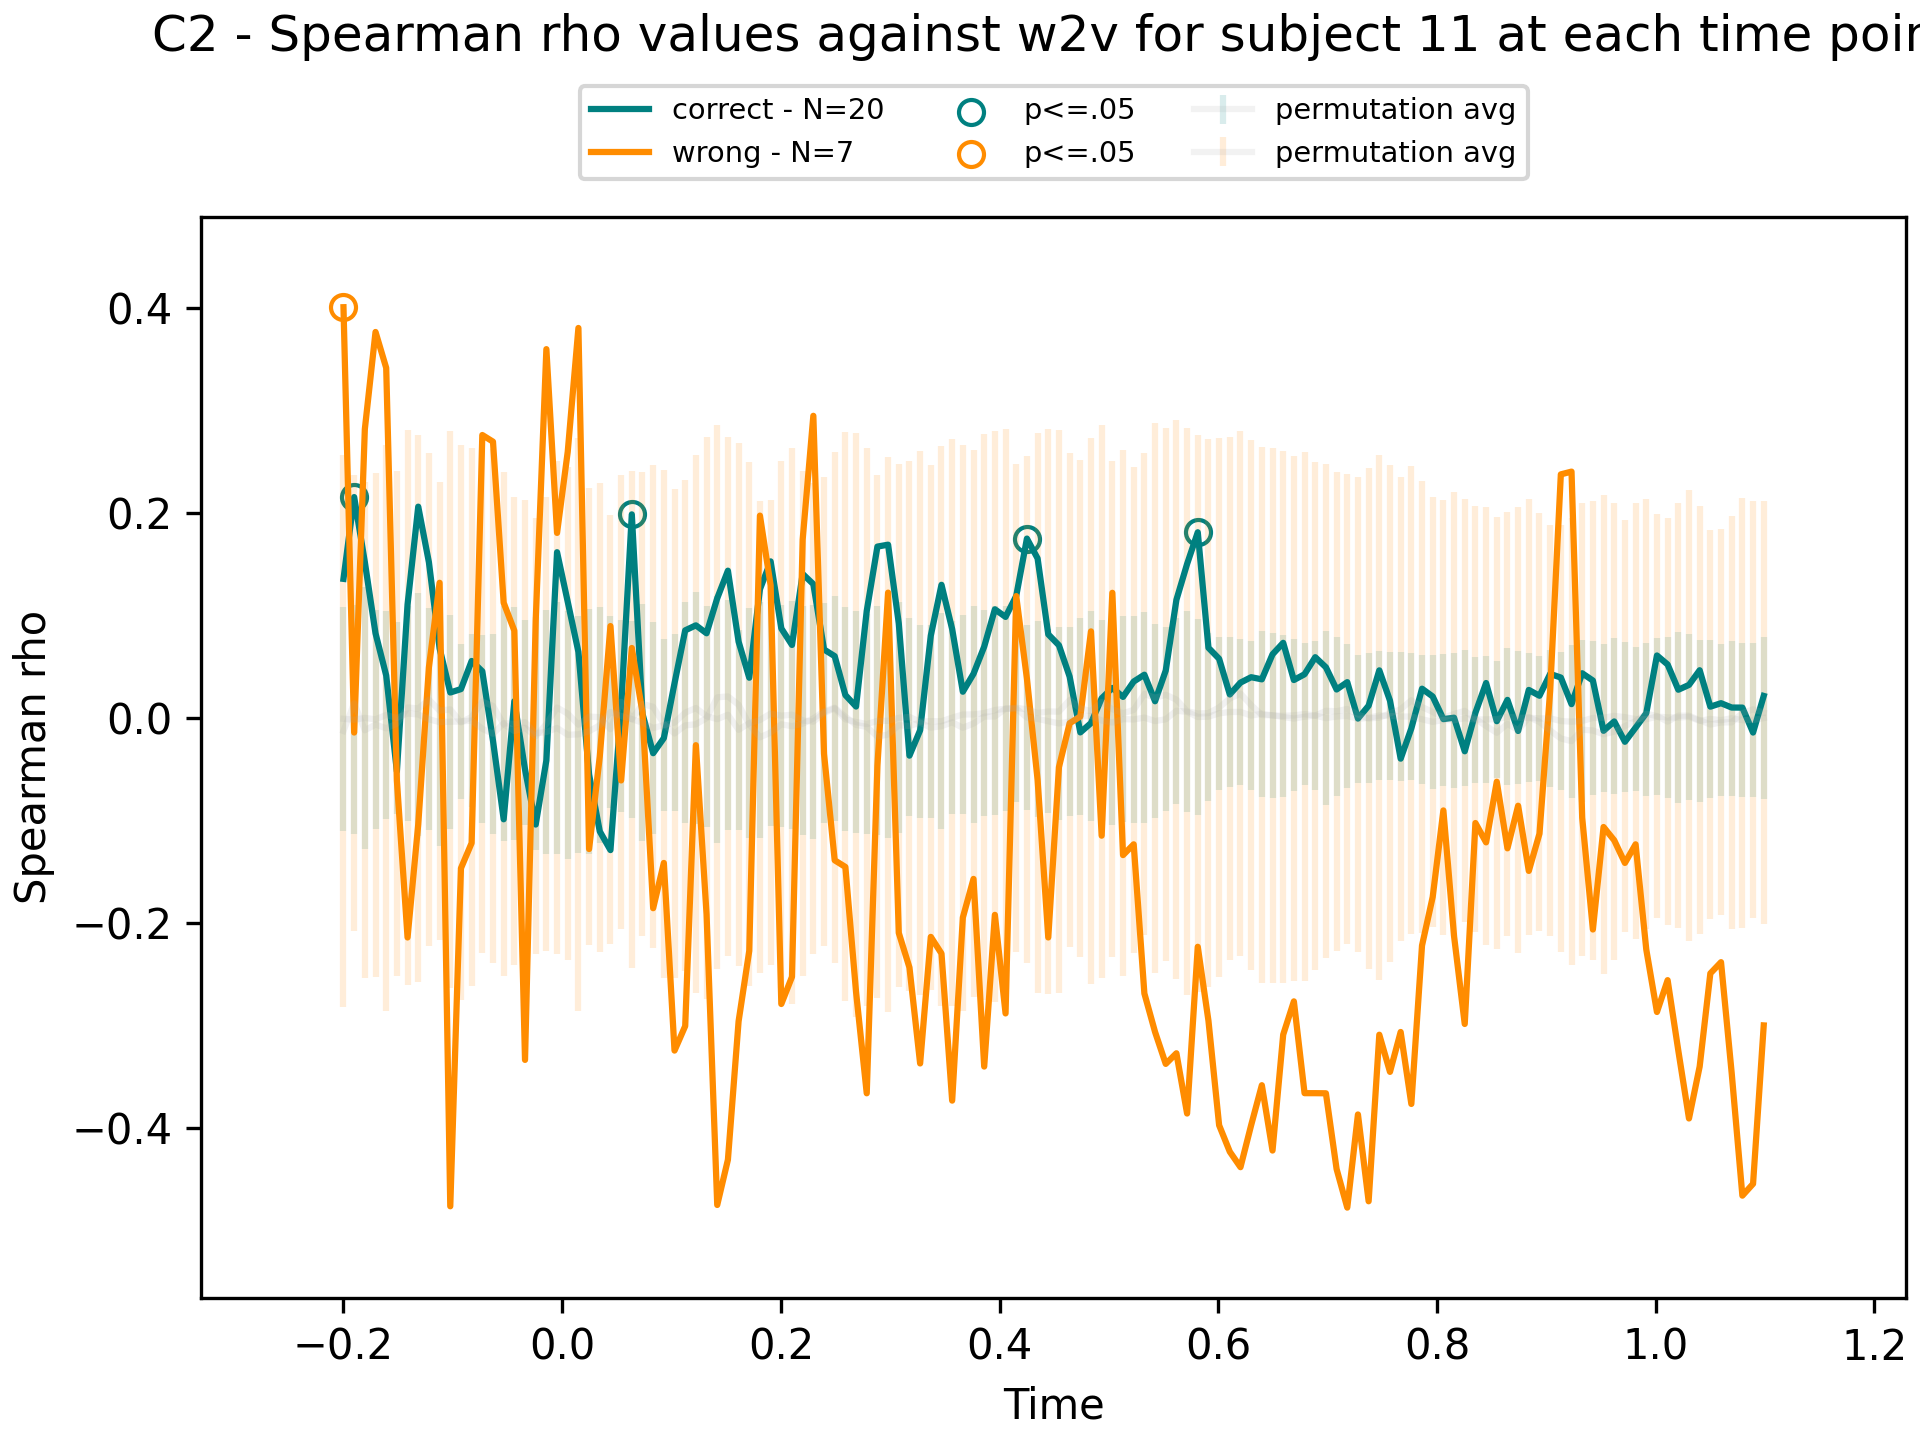 C2 - Spearman rho values against w2v for subject 11 at each time poin
correct - N=20 p<=.05 permutation avg
wrong - N=7 p<=.05 permutation avg
0.4
0.2
0.0
−0.2
−0.4
Spearman rho
−0.2 0.0 0.2 0.4 0.6 0.8 1.0 1.2
Time